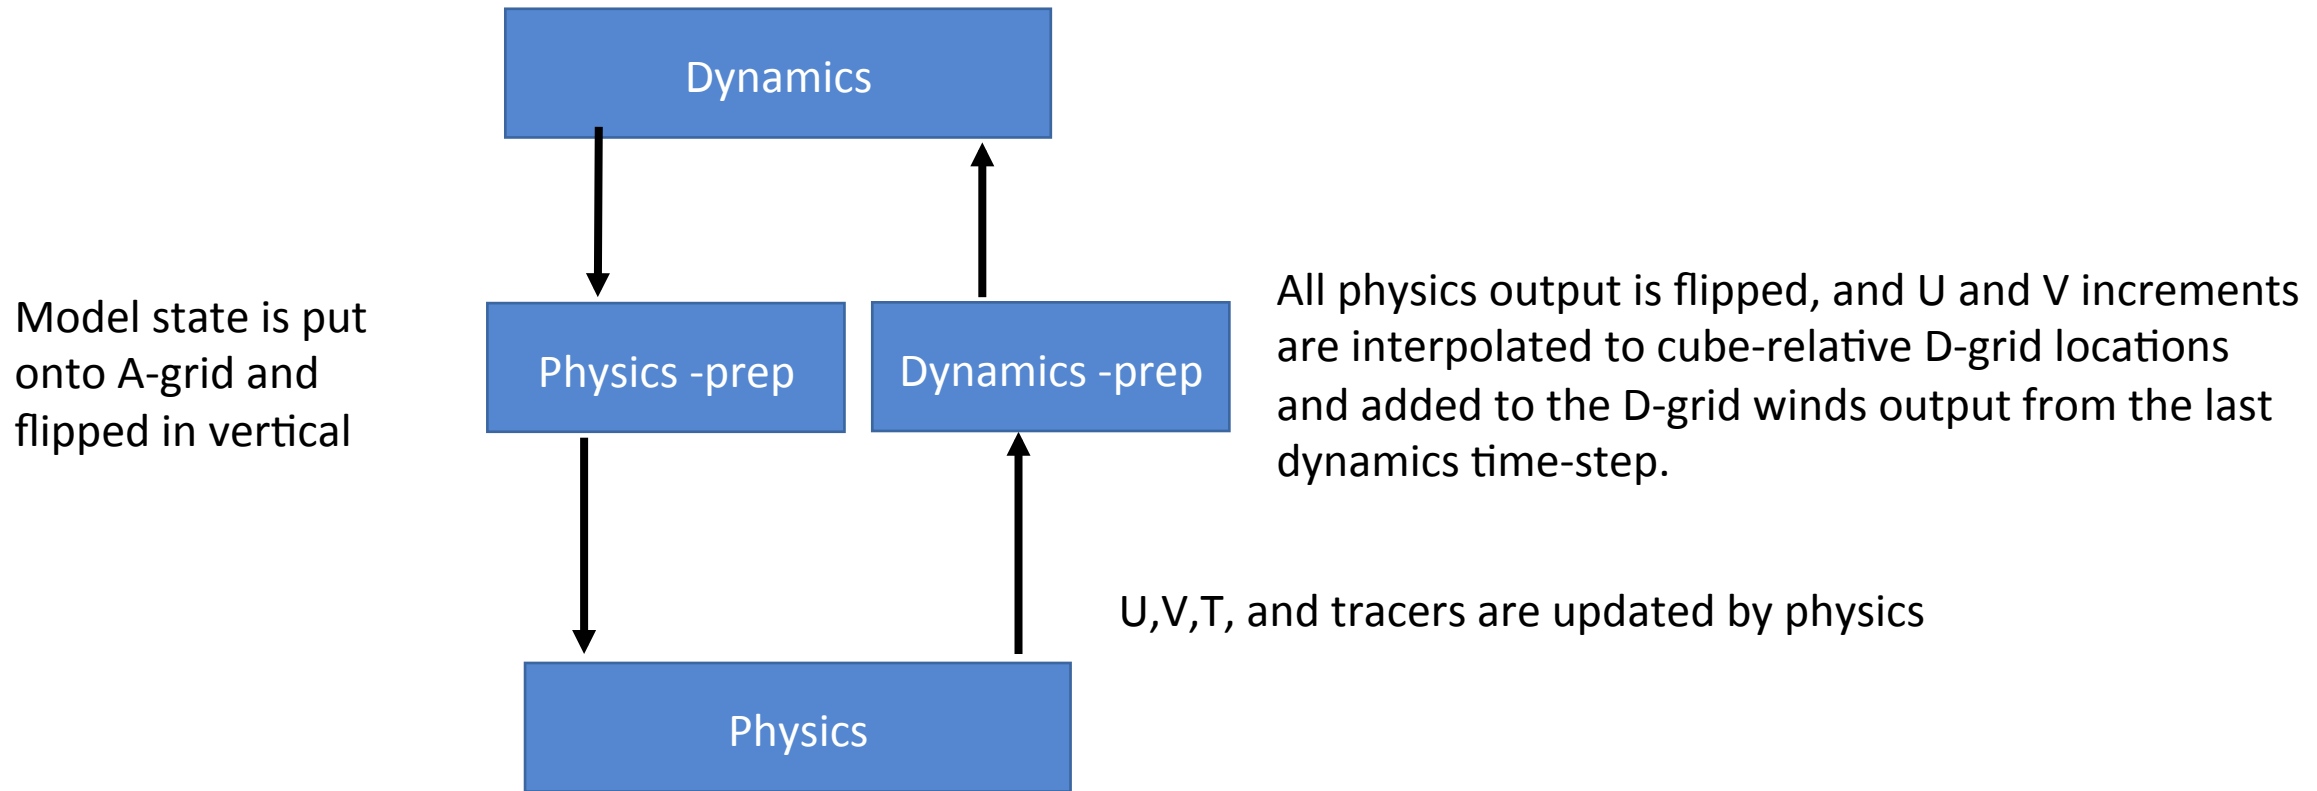 Dynamics
Model state is put
onto A-grid and
flipped in vertical
Physics -prep
Dynamics -prep
All physics output is flipped, and U and V increments
are interpolated to cube-relative D-grid locations
and added to the D-grid winds output from the last
dynamics time-step.
U,V,T, and tracers are updated by physics
Physics